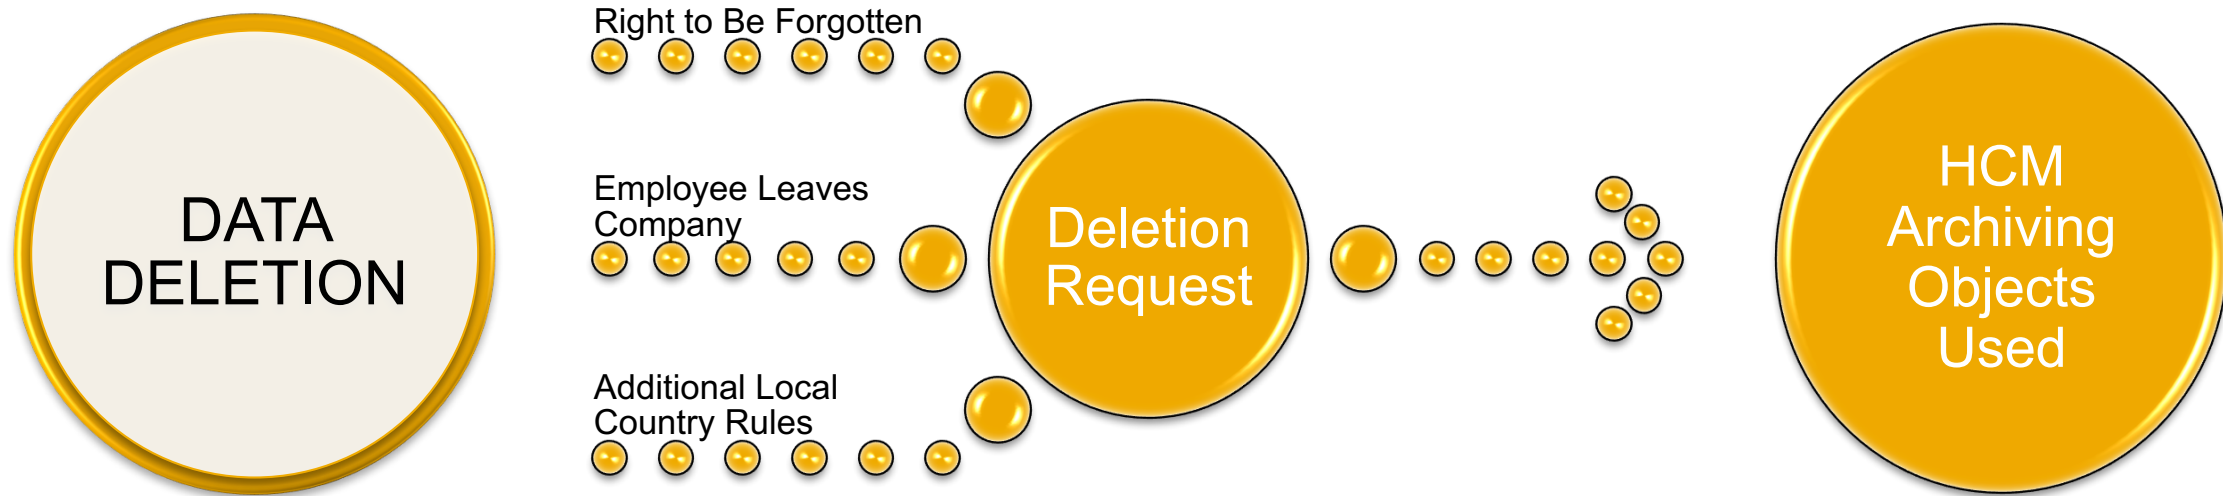 DATA
DELETION
Right to Be Forgotten
Employee Leaves
Company
Additional Local
Country Rules
Deletion
Request
HCM
Archiving
Objects
Used